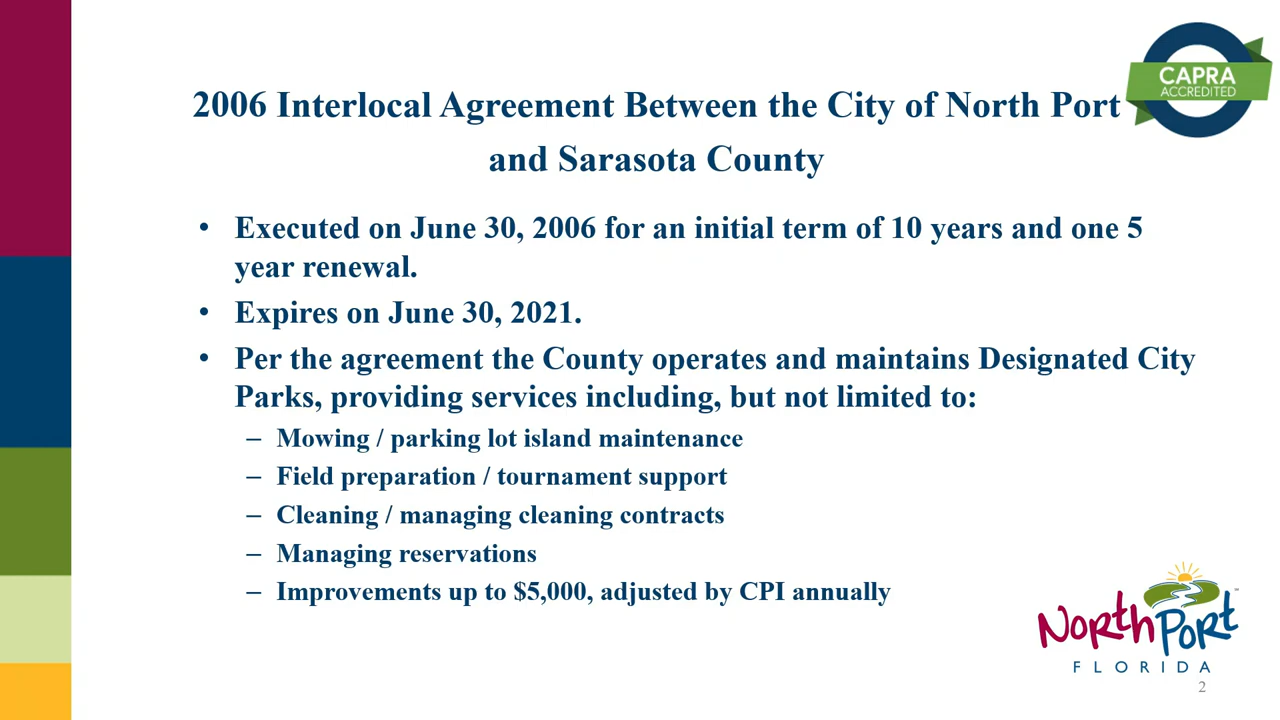 CAPRA
ACCREDITED
2006 Interlocal Agreement Between the City of North Port
and Sarasota County
• Executed on June 30, 2006 for an initial term of 10 years and one 5
year renewal.
• Expires on June 30, 2021.
• Per the agreement the County operates and maintains Designated City
Parks, providing services including, but not limited to:
– Mowing / parking lot island maintenance
– Field preparation / tournament support
– Cleaning / managing cleaning contracts
– Managing reservations
– Improvements up to $5,000, adjusted by CPI annually
North Port
FLORIDA
2